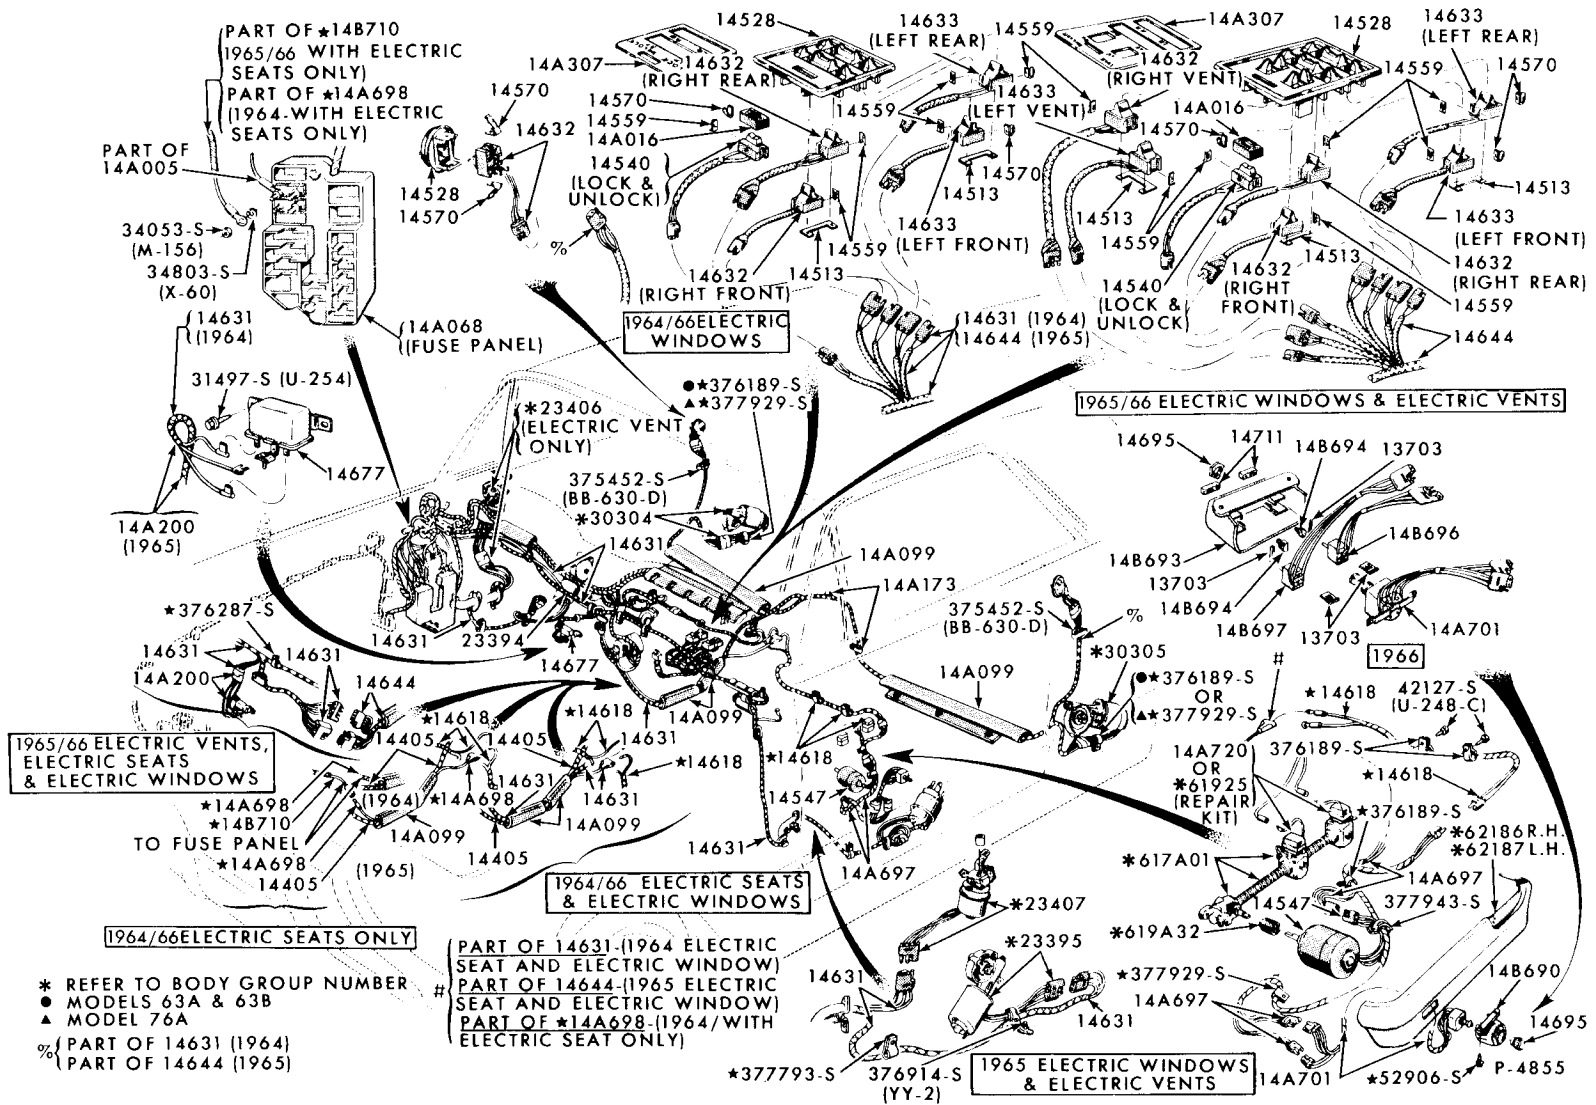 PART OF ★14B710
1965/66 WITH ELECTRIC
SEATS ONLY)
PART OF ★14A698
(1964-WITH ELECTRIC
SEATS ONLY)
PART OF
14A005
34053-S
(M-156)
34803-S
(X-60)
14631
(1964)
14A068
(FUSE PANEL)
31497-S (U-254)
14677
14A200
(1965)
14570
14632
14528
14570
%
14A307
14528
14632
(RIGHT REAR)
14570
14559
14A016
14540
(LOCK &
UNLOCK)
14633
(LEFT REAR)
14559
14559
14570
14513
14633
(LEFT FRONT)
14559
14513
14632
(RIGHT FRONT)
1964/66 ELECTRIC
WINDOWS
14631 (1964)
14644 (1965)
14A307
14528
14632
(RIGHT VENT)
14633
(LEFT VENT)
14A016
14570
14513
14559
14540
(LOCK &
UNLOCK)
14633
(LEFT REAR)
14559
14570
14513
14633
(LEFT FRONT)
14513
14632
(RIGHT
FRONT)
14632
(RIGHT REAR)
14559
14644
1965/66 ELECTRIC WINDOWS & ELECTRIC VENTS
*23406
(ELECTRIC VENT
ONLY)
●★376189-S
▲★377929-S
375452-S
(BB-630-D)
*30304
14631
14A099
14A173
14631
23394
14677
14A099
375452-S
(BB-630-D)
%
*30305
14A099
●★376189-S
OR
▲★377929-S
14695
14711
14B694
13703
14B693
14B696
13703
14B694
14B697
13703
14A701
1966
★376287-S
14631
14631
14A200
14644
1965/66 ELECTRIC VENTS,
ELECTRIC SEATS
& ELECTRIC WINDOWS
★14618
14405
★14618
14405
14631
★14618
14631
14631
★14A698
(1964)
★14A698
★14B710
TO FUSE PANEL
★14A698
14405
14A099
(1965)
14405
14A099
★14618
14547
14631
14A697
1964/66 ELECTRIC SEATS
& ELECTRIC WINDOWS
1964/66 ELECTRIC SEATS ONLY
#
★14618
42127-S
(U-248-C)
376189-S
14A720
OR
*61925
(REPAIR
KIT)
★14618
★376189-S
*62186 R.H.
*62187 L.H.
*617A01
14A697
14547
377943-S
*619A32
★377929-S
14A697
14B690
14695
14A701
★52906-S
P-4855
*23407
*23395
14631
14631
★377793-S
376914-S
(YY-2)
1965 ELECTRIC WINDOWS
& ELECTRIC VENTS
* REFER TO BODY GROUP NUMBER
● MODELS 63A & 63B
▲ MODEL 76A
% PART OF 14631 (1964)
PART OF 14644 (1965)
# PART OF 14631-(1964 ELECTRIC
SEAT AND ELECTRIC WINDOW)
PART OF 14644-(1965 ELECTRIC
SEAT AND ELECTRIC WINDOW)
PART OF ★14A698-(1964/WITH
ELECTRIC SEAT ONLY)